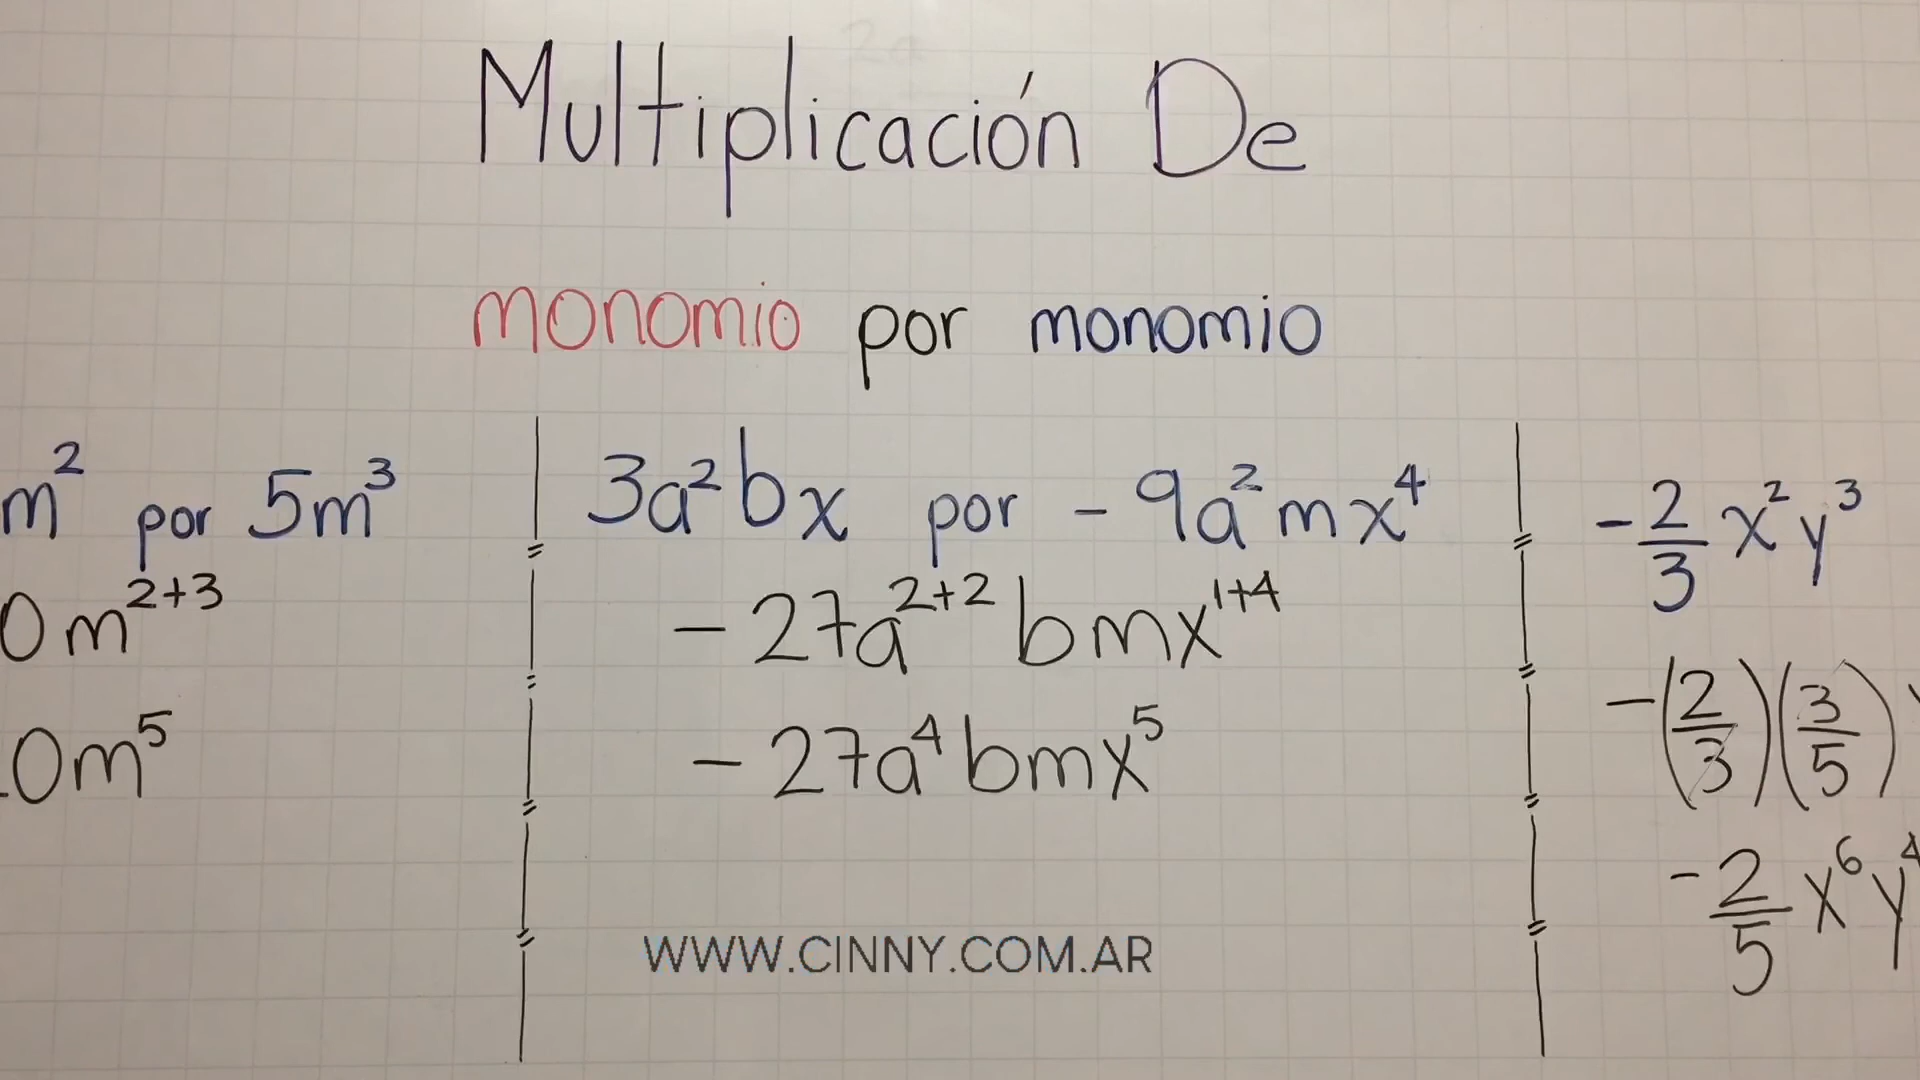 Multiplicación De
monomio por monomio
m² por 5m³
0m²⁺³
0m⁵
3a²bx por -9a²mx⁴
-27a²⁺²bmx¹⁺⁴
-27a⁴bmx⁵
-2/3 x²y³
-(2/3)(3/5)
-2/5 x⁶y⁴
WWW.CINNY.COM.AR